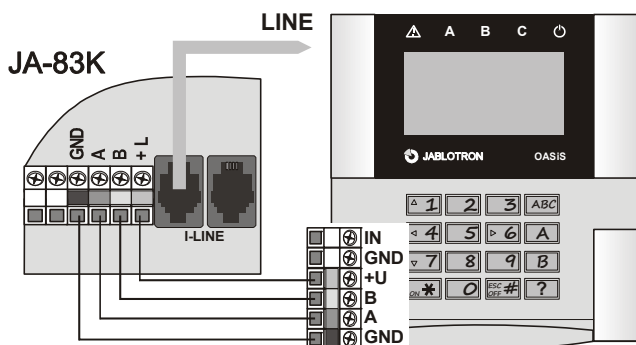 LINE
JA-83K
GND A B + L
I-LINE
A B C
JABLOTRON OASiS
1 2 3 ABC
4 5 6 A
7 8 9 B
ON * 0 ESC OFF # ?
IN
GND
+U
B
A
GND